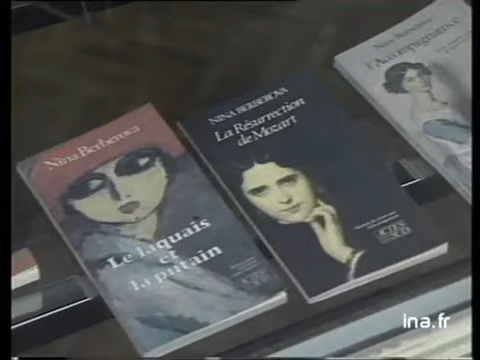 Nina Berberova
Le laquais
et
la putain
NINA BERBEROVA
La Résurrection
de Mozart
ACTES
SUD
Nina Berberova
l'Accompagnatrice
ina.fr